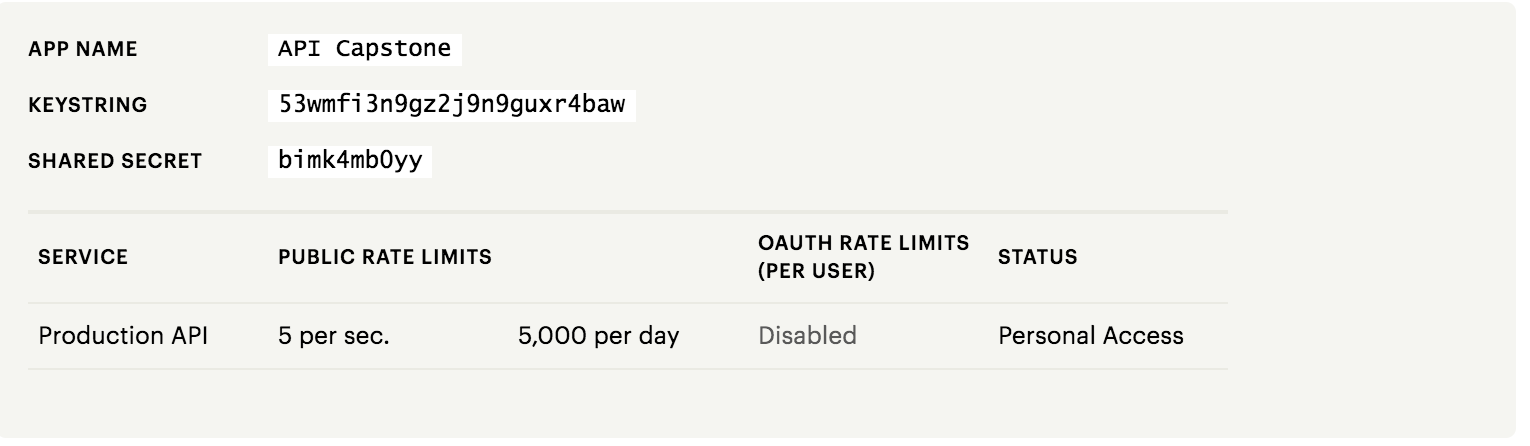 APP NAME API Capstone
KEYSTRING 53wmfi3n9gz2j9n9guxr4baw
SHARED SECRET bimk4mb0yy
SERVICE PUBLIC RATE LIMITS OAUTH RATE LIMITS (PER USER) STATUS
Production API 5 per sec. 5,000 per day Disabled Personal Access